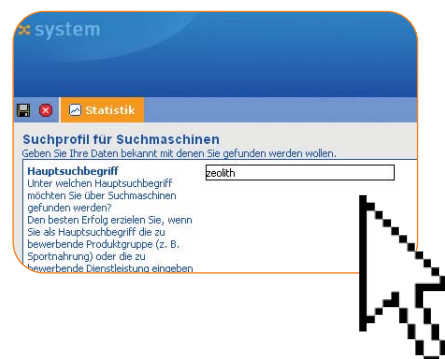 system
Statistik
Suchprofil für Suchmaschinen
Geben Sie Ihre Daten bekannt mit denen Sie gefunden werden wollen.
Hauptsuchbegriff
zeolith
Unter welchen Hauptsuchbegriff
möchten Sie über Suchmaschinen
gefunden werden?
Den besten Erfolg erzielen Sie, wenn
Sie als Hauptsuchbegriff die zu
bewerbende Produktgruppe (z. B.
Sportnahrung) oder die zu
bewerbende Dienstleistung eingeben